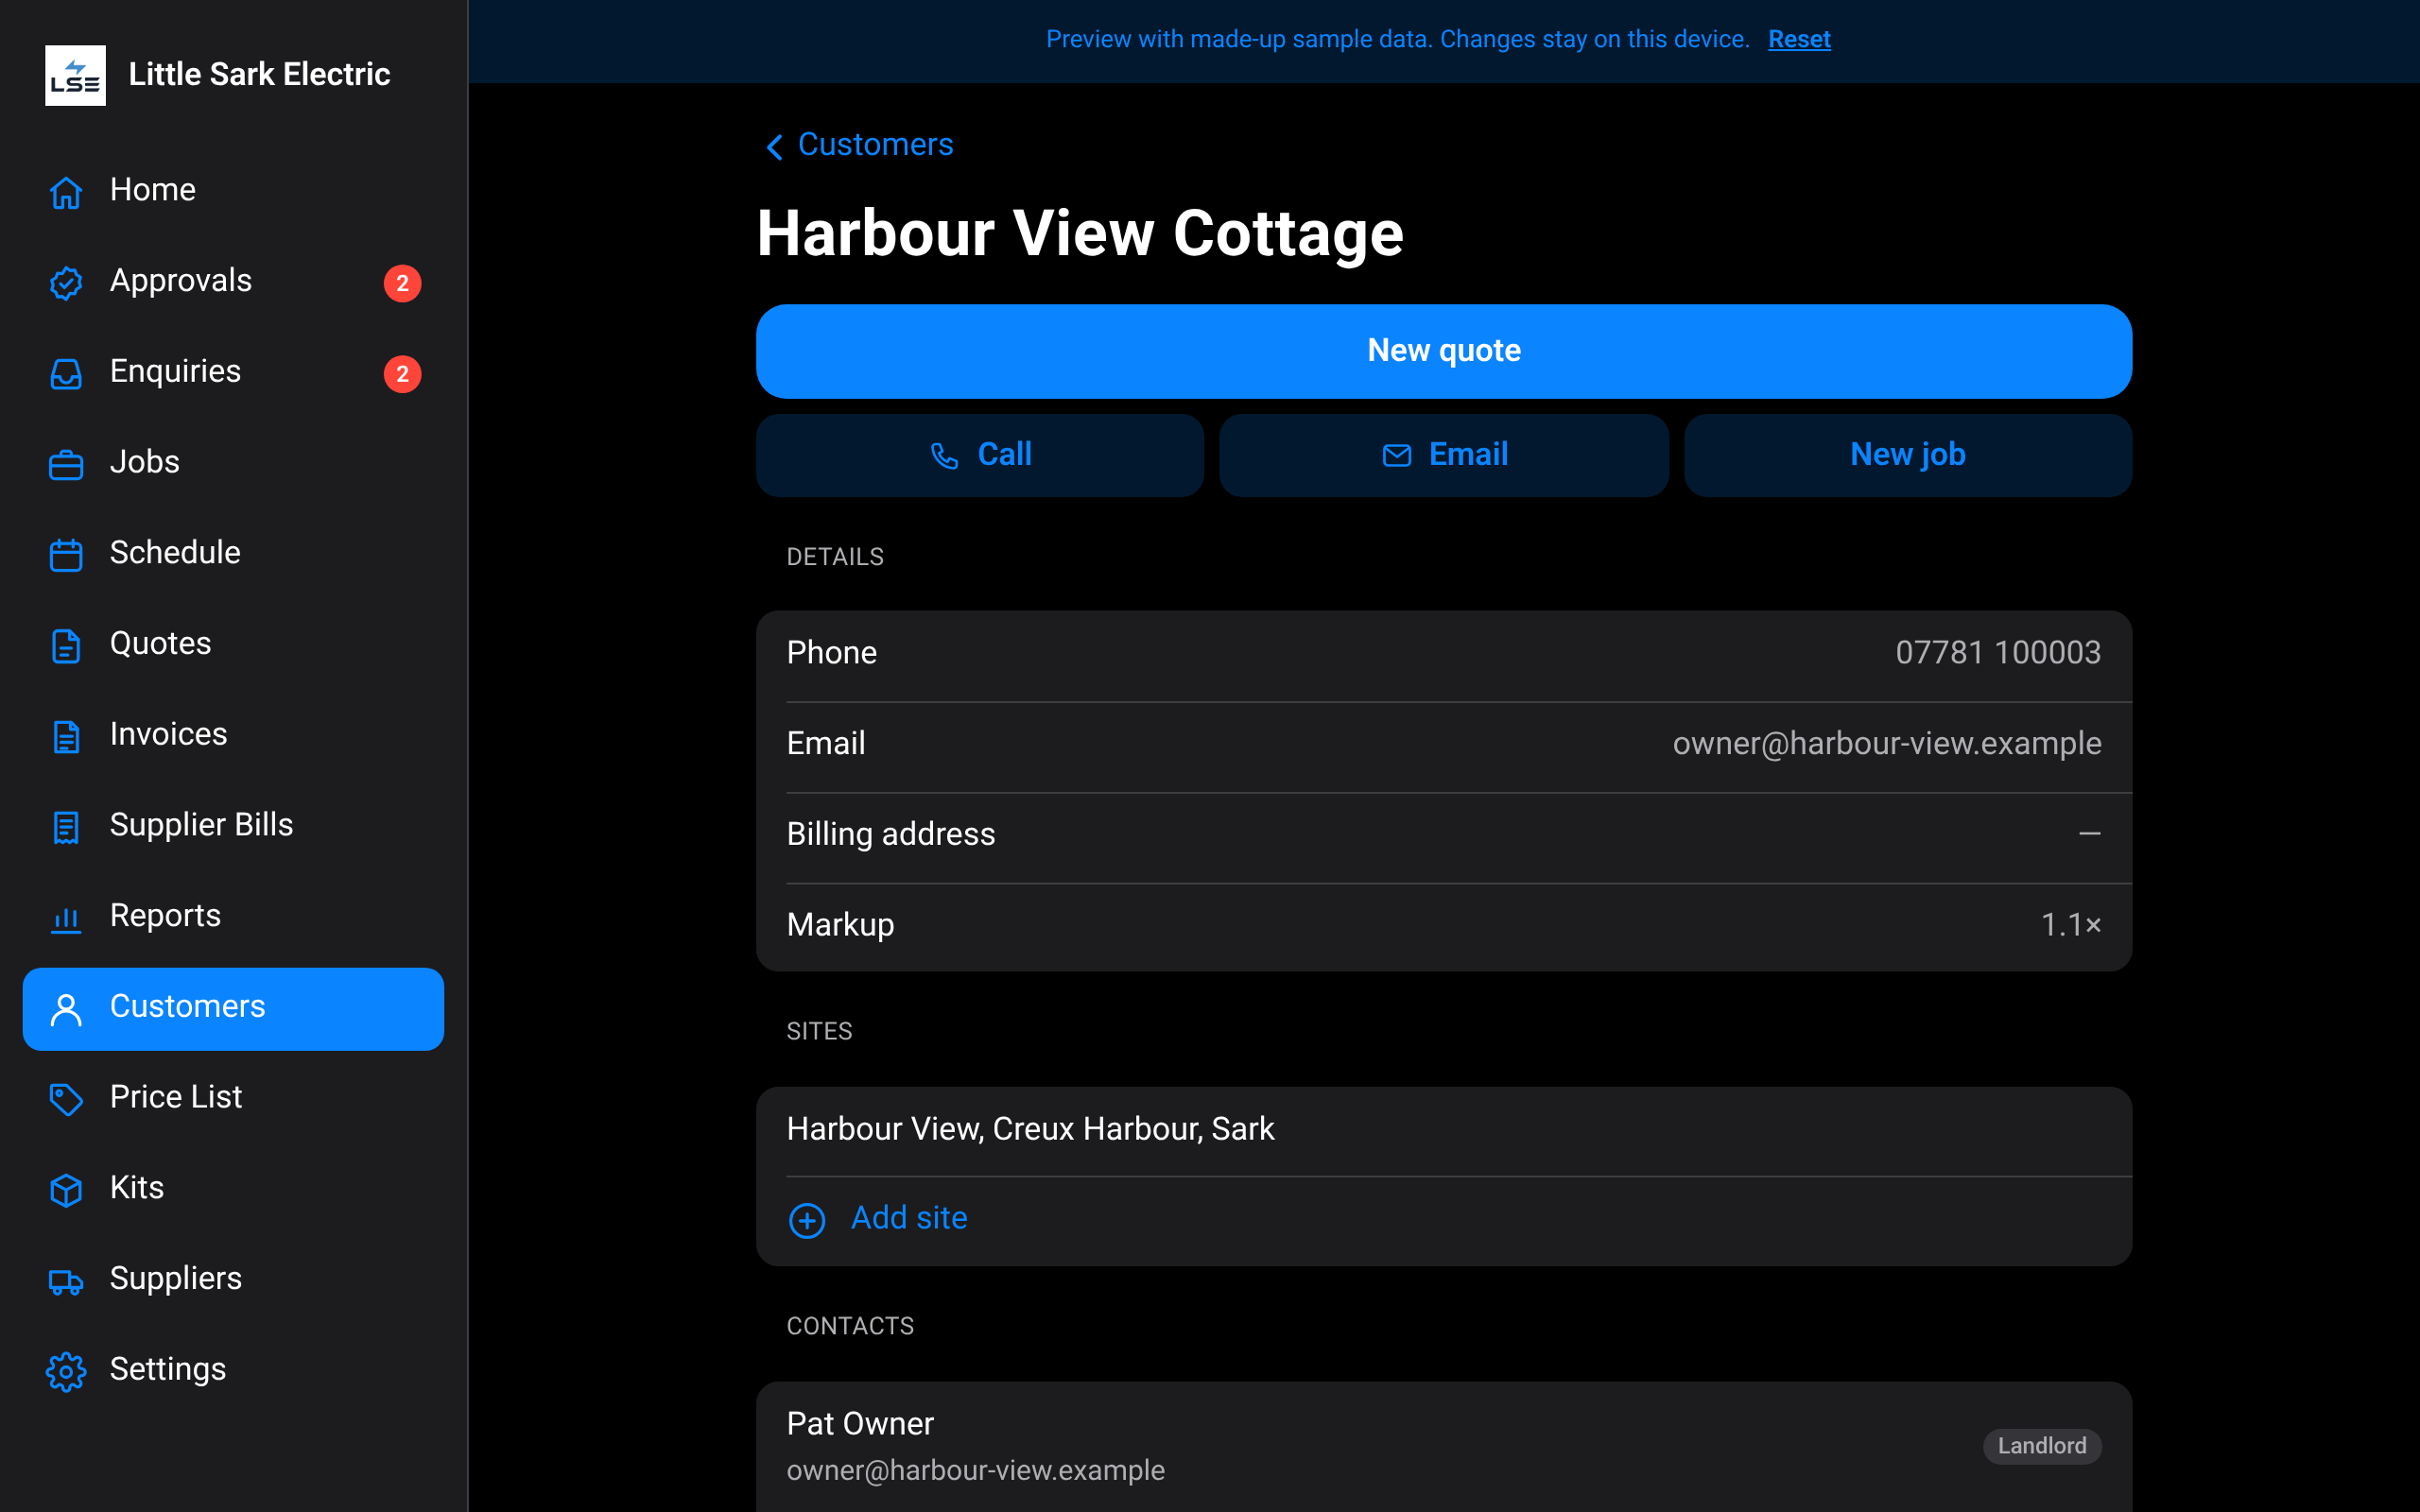 LSE
Little Sark Electric
Home
Approvals 2
Enquiries 2
Jobs
Schedule
Quotes
Invoices
Supplier Bills
Reports
Customers
Price List
Kits
Suppliers
Settings
Preview with made-up sample data. Changes stay on this device. Reset
Customers
Harbour View Cottage
New quote
Call Email New job
DETAILS
Phone 07781 100003
Email owner@harbour-view.example
Billing address —
Markup 1.1×
SITES
Harbour View, Creux Harbour, Sark
Add site
CONTACTS
Pat Owner
owner@harbour-view.example
Landlord